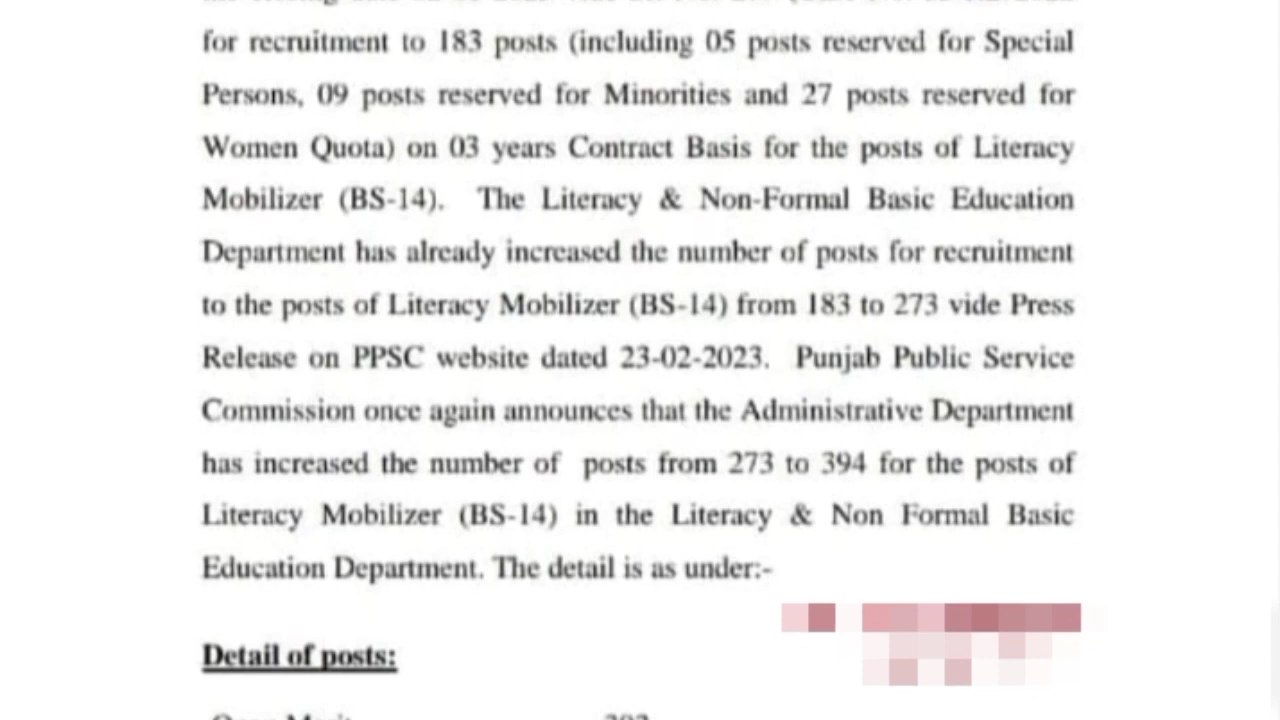 for recruitment to 183 posts (including 05 posts reserved for Special
Persons, 09 posts reserved for Minorities and 27 posts reserved for
Women Quota) on 03 years Contract Basis for the posts of Literacy
Mobilizer (BS-14). The Literacy & Non-Formal Basic Education
Department has already increased the number of posts for recruitment
to the posts of Literacy Mobilizer (BS-14) from 183 to 273 vide Press
Release on PPSC website dated 23-02-2023. Punjab Public Service
Commission once again announces that the Administrative Department
has increased the number of posts from 273 to 394 for the posts of
Literacy Mobilizer (BS-14) in the Literacy & Non Formal Basic
Education Department. The detail is as under:-
Detail of posts: